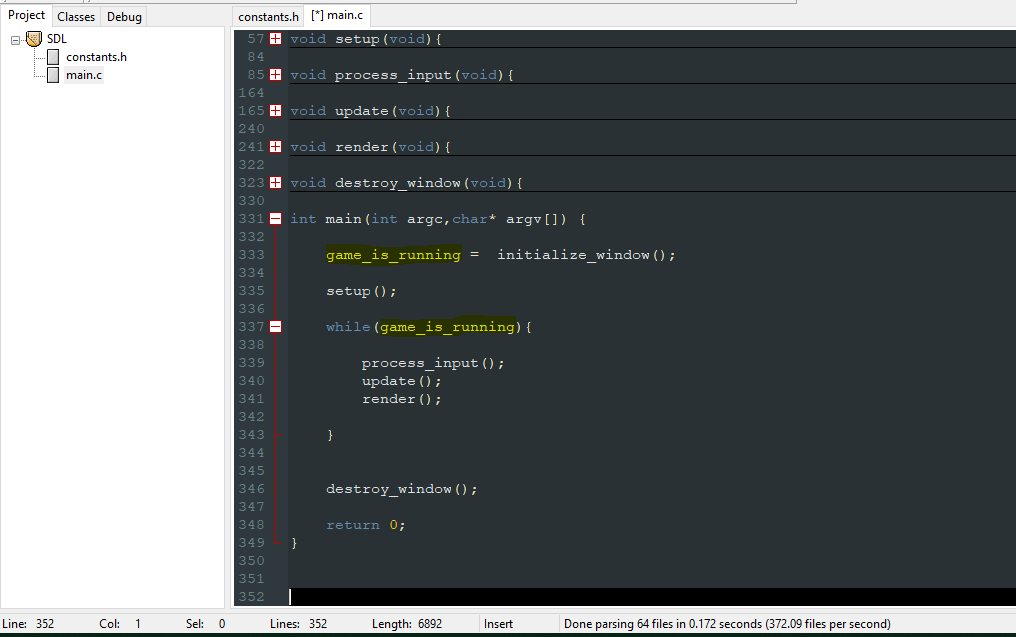 Project Classes Debug
SDL
constants.h
main.c
constants.h [*] main.c
57 void setup(void){
84
85 void process_input(void){
164
165 void update(void){
240
241 void render(void){
322
323 void destroy_window(void){
330
331 int main(int argc,char* argv[]) {
332
333 game_is_running =  initialize_window();
334
335 setup();
336
337 while(game_is_running){
338
339 process_input();
340 update();
341 render();
342
343 }
344
345
346 destroy_window();
347
348 return 0;
349 }
350
351
352
Line: 352 Col: 1 Sel: 0 Lines: 352 Length: 6892 Insert Done parsing 64 files in 0.172 seconds (372.09 files per second)